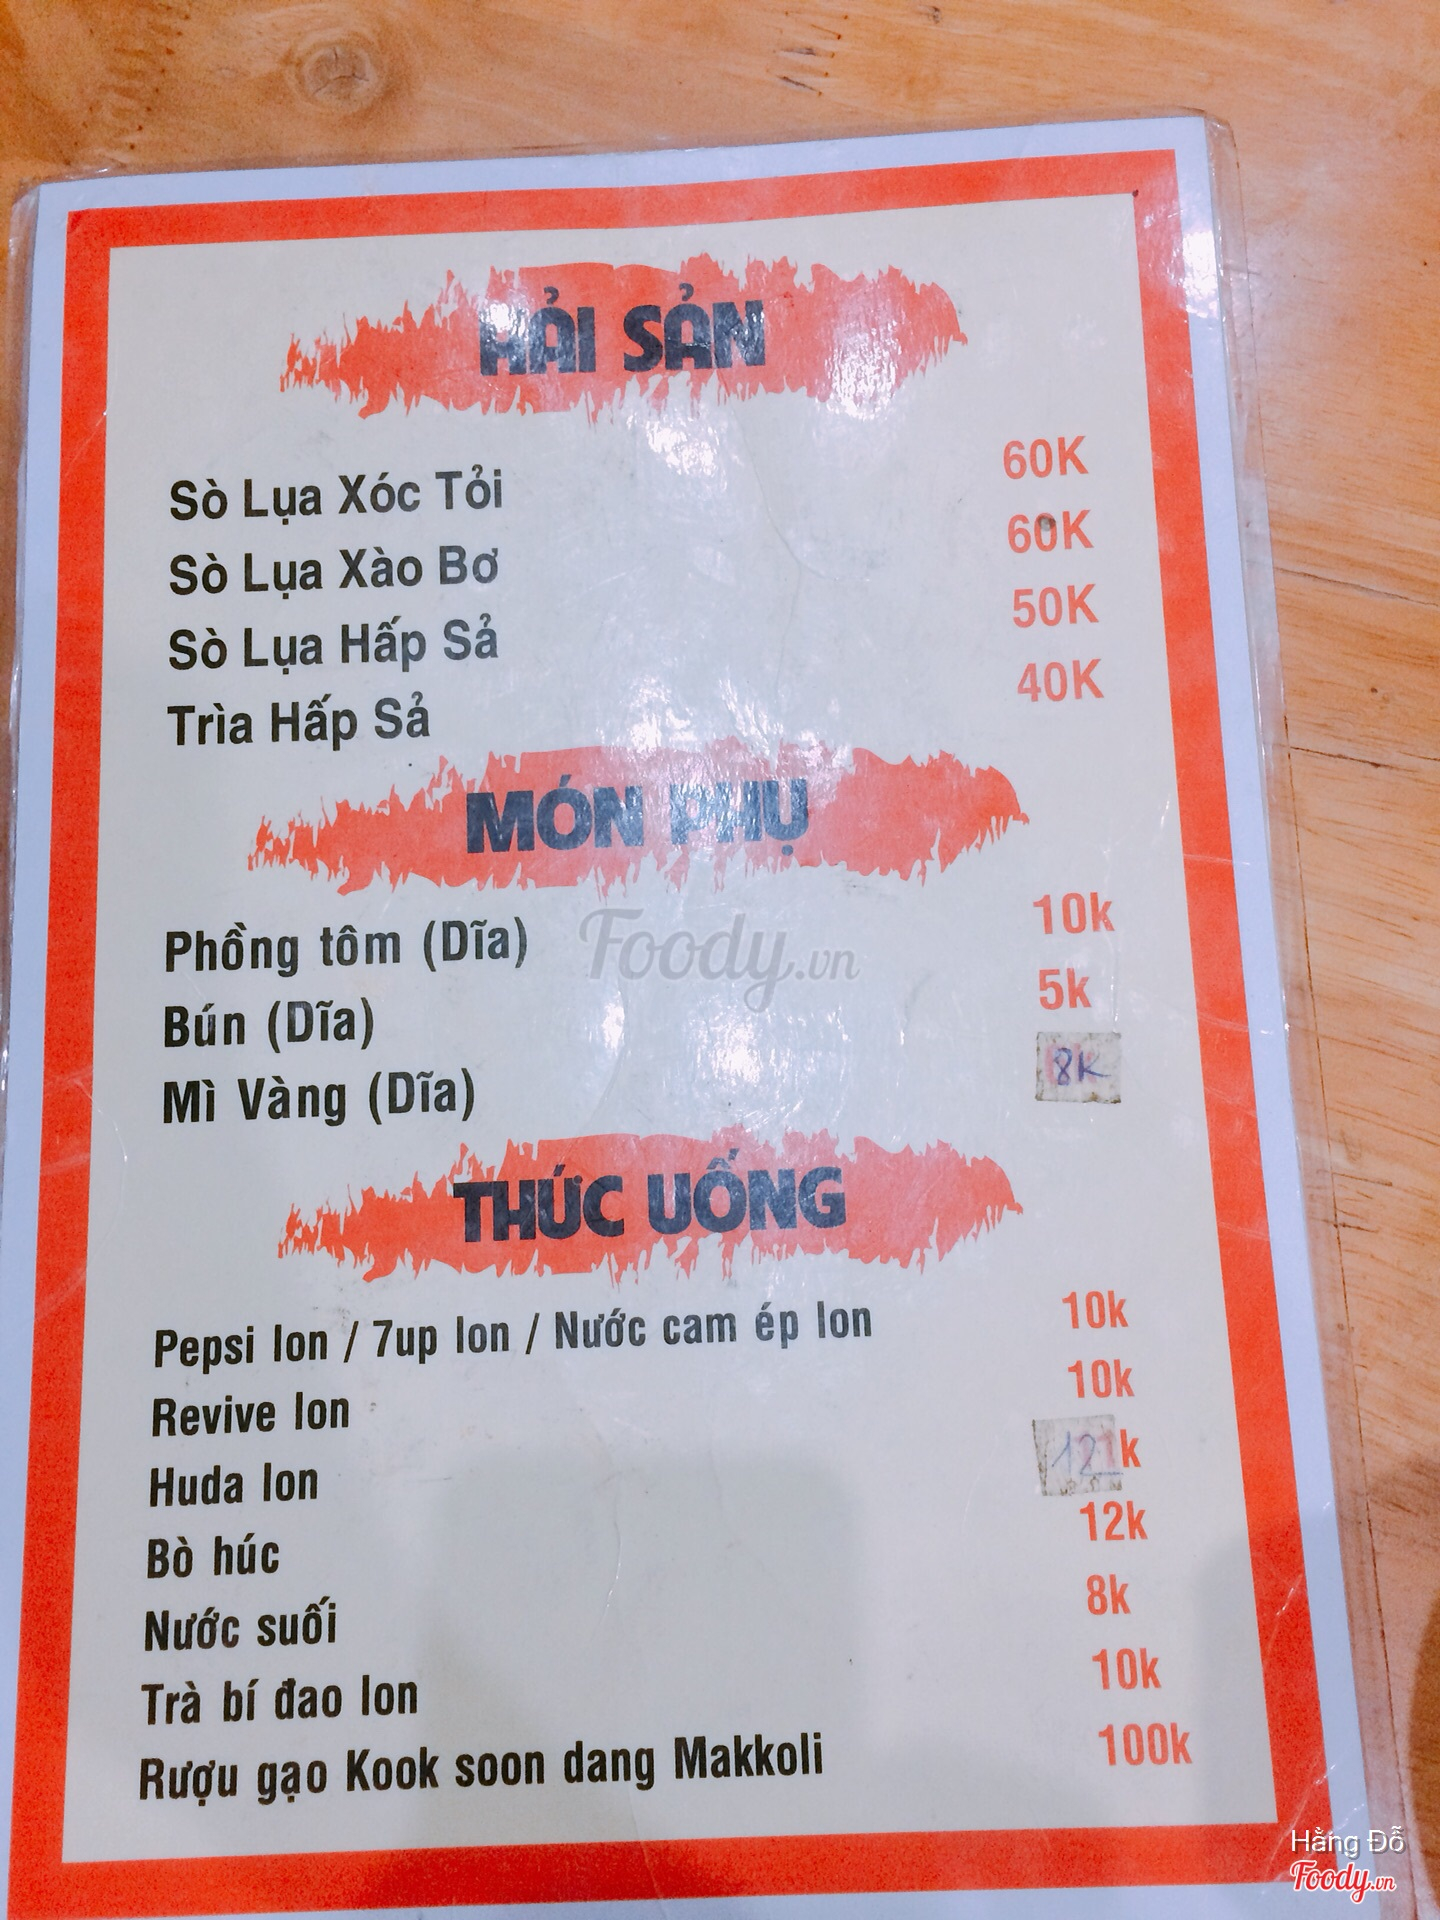 HẢI SẢN
Sò Lụa Xóc Tỏi 60K
Sò Lụa Xào Bơ 60K
Sò Lụa Hấp Sả 50K
Trìa Hấp Sả 40K
MÓN PHỤ
Phồng tôm (Dĩa) 10k
Foody.vn
Bún (Dĩa) 5k
Mì Vàng (Dĩa) 8K
THỨC UỐNG
Pepsi lon / 7up lon / Nước cam ép lon 10k
Revive lon 10k
Huda lon 12k
Bò húc 12k
Nước suối 8k
Trà bí đao lon 10k
Rượu gạo Kook soon dang Makkoli 100k
Hằng Đỗ
Foody.vn